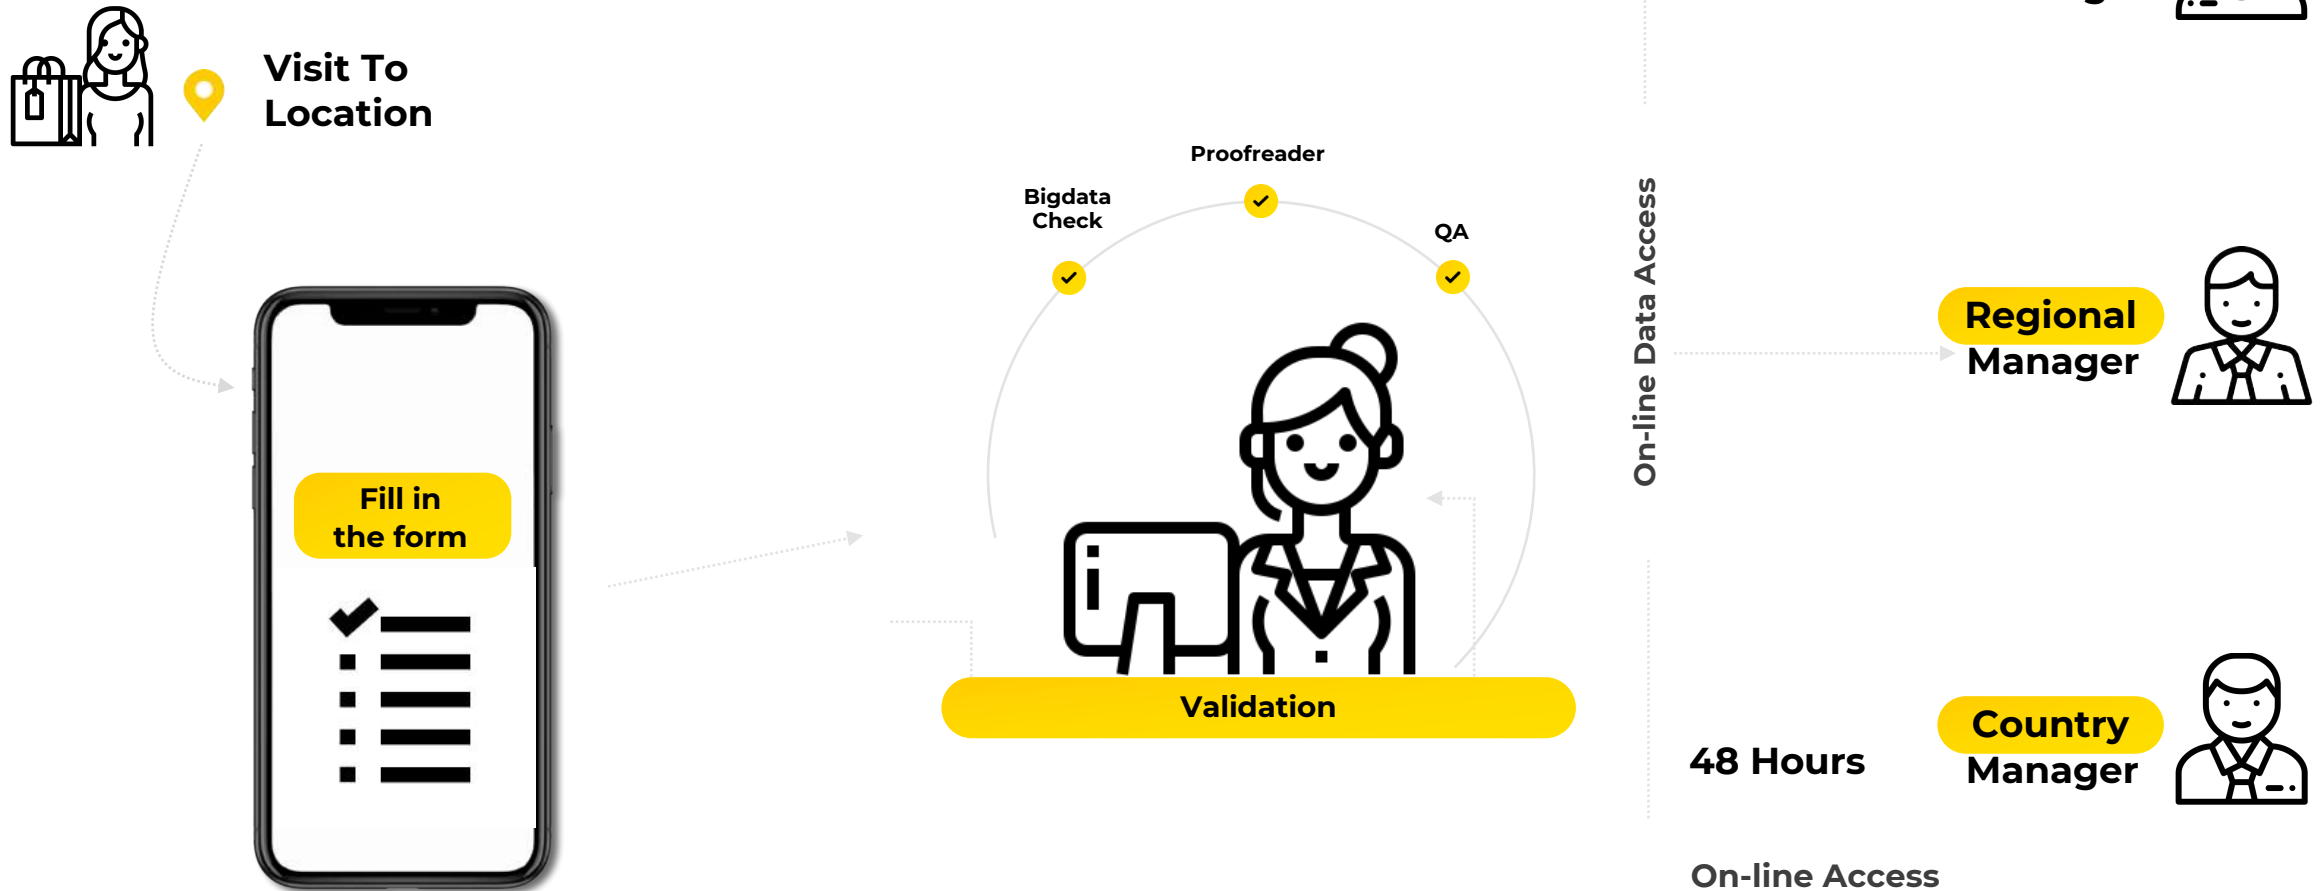 Visit To
Location
Fill in
the form
Bigdata
Check
Proofreader
QA
Validation
On-line Data Access
Regional
Manager
Country
Manager
48 Hours
On-line Access